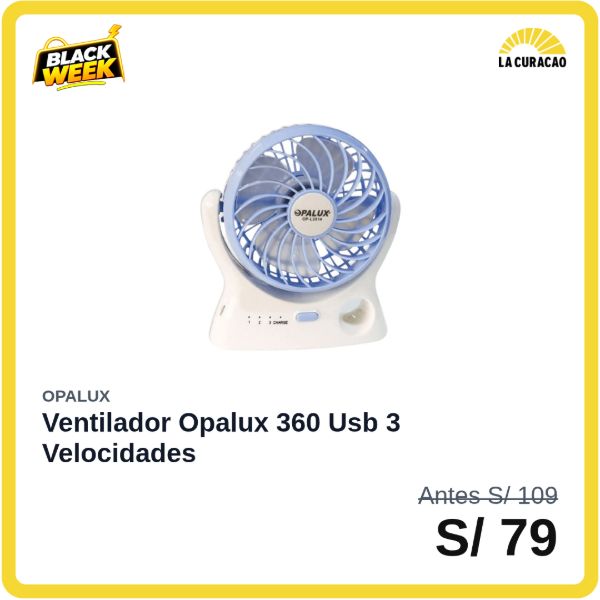 BLACK
WEEK
LA CURACAO
OPALUX
1 2 3 CHARGE
OPALUX
Ventilador Opalux 360 Usb 3
Velocidades
Antes S/ 109
S/ 79